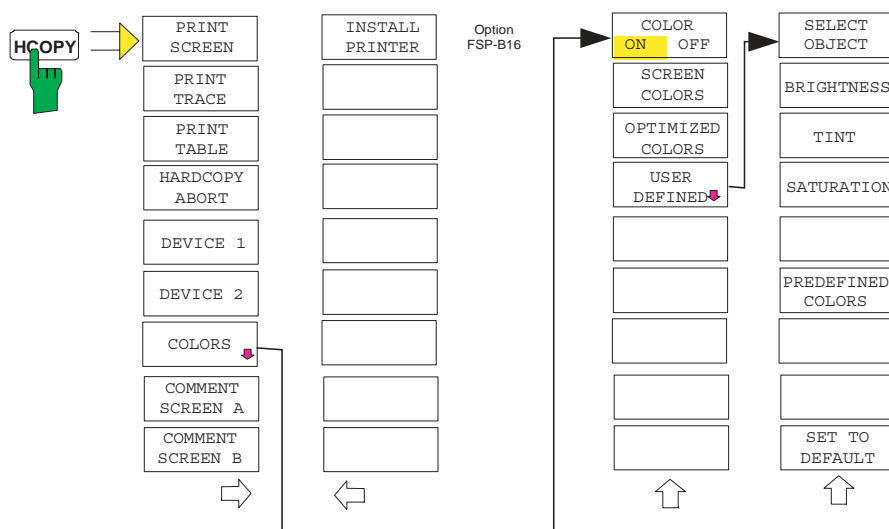 HCOPY
PRINT
SCREEN
PRINT
TRACE
PRINT
TABLE
HARDCOPY
ABORT
DEVICE 1
DEVICE 2
COLORS
COMMENT
SCREEN A
COMMENT
SCREEN B
INSTALL
PRINTER
Option
FSP-B16
COLOR
ON OFF
SCREEN
COLORS
OPTIMIZED
COLORS
USER
DEFINED
SELECT
OBJECT
BRIGHTNESS
TINT
SATURATION
PREDEFINED
COLORS
SET TO
DEFAULT